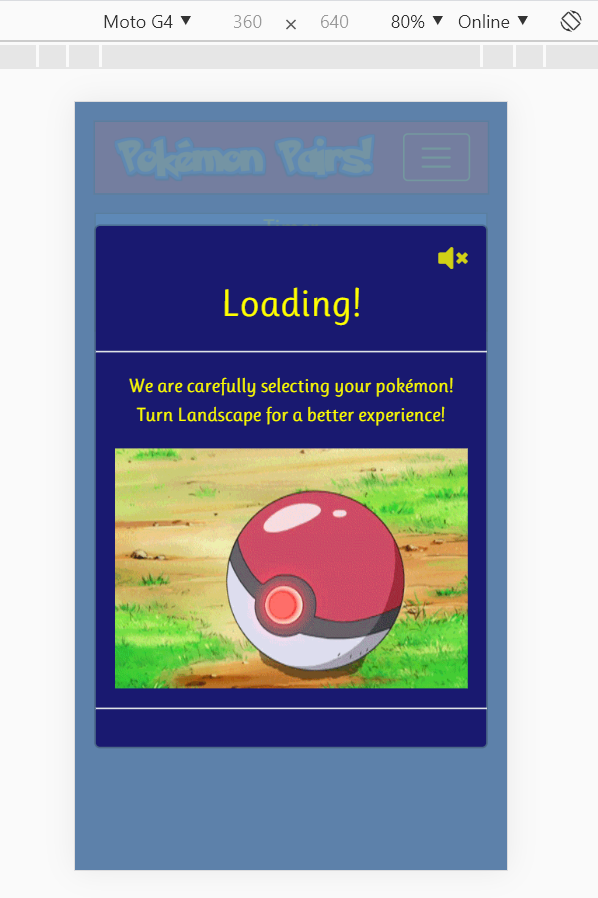 Moto G4 ▼ 360 × 640 80% ▼ Online ▼
Pokémon Pairs!
Loading!
We are carefully selecting your pokémon!
Turn Landscape for a better experience!